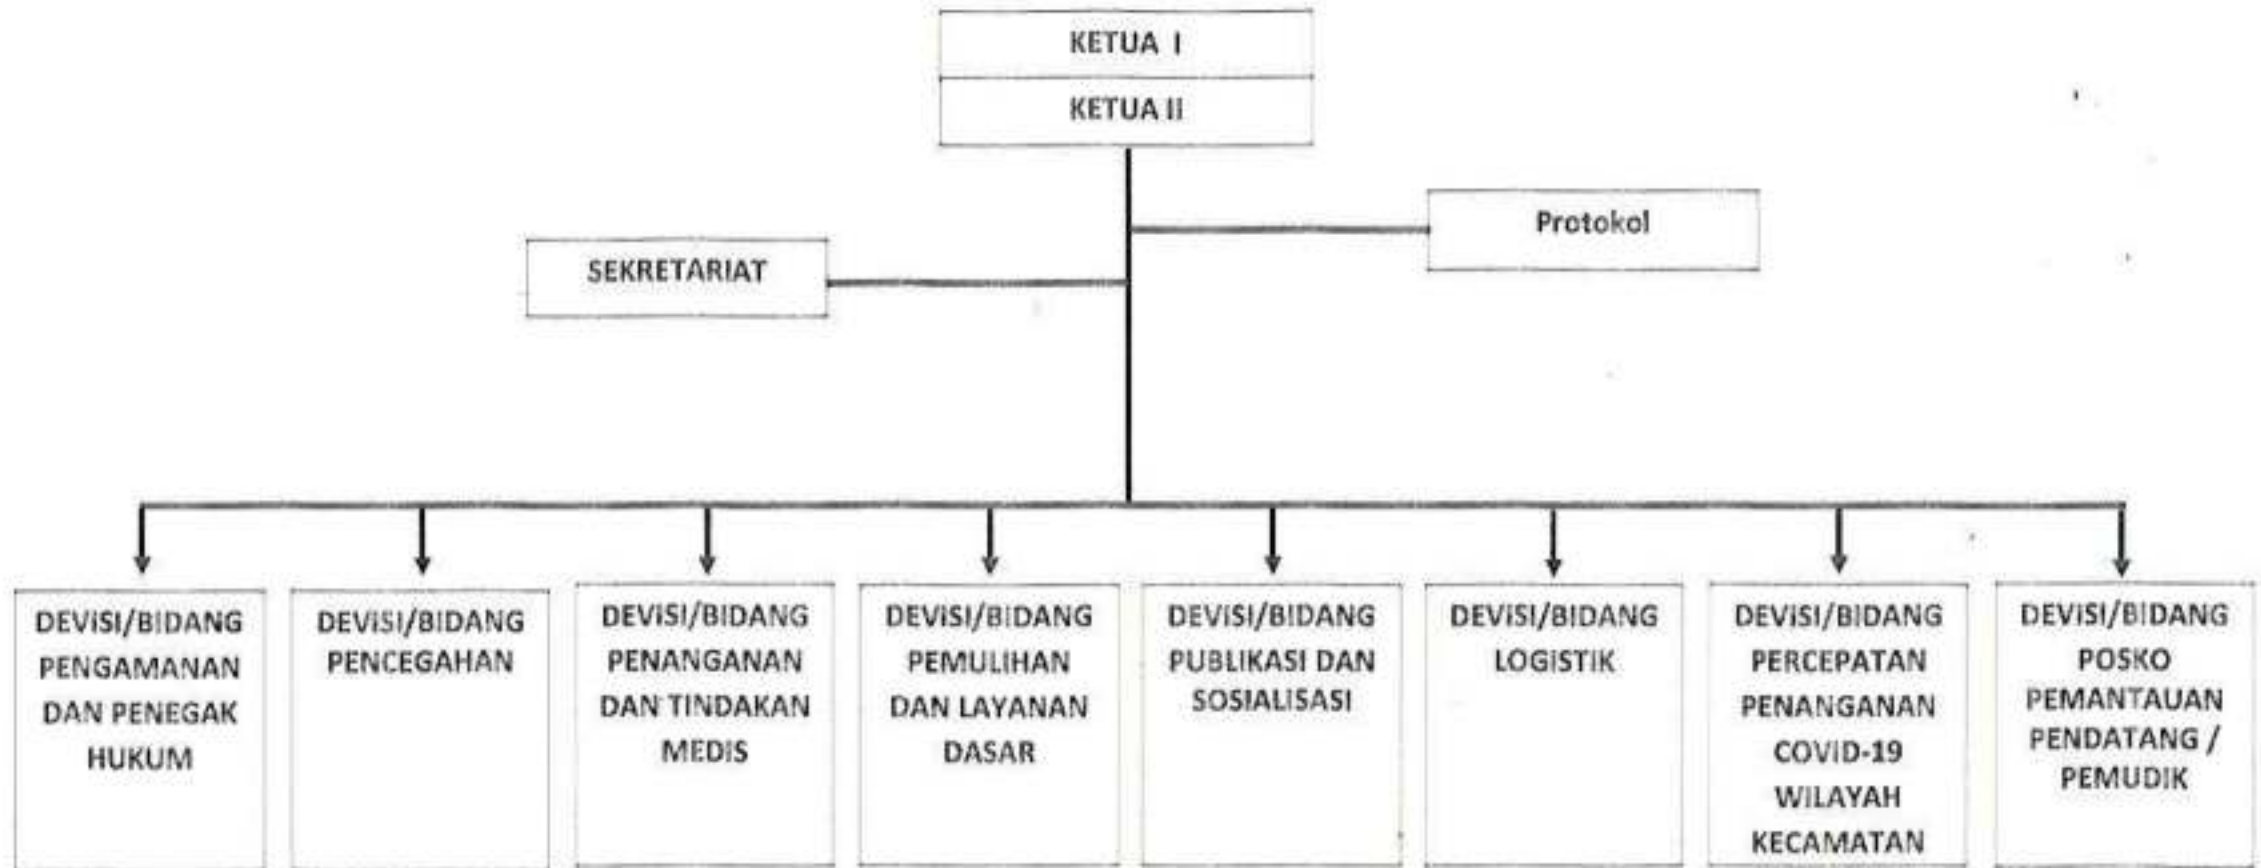 KETUA I
KETUA II
Protokol
SEKRETARIAT
DEVISI/BIDANG
PENGAMANAN
DAN PENEGAK
HUKUM
DEVISI/BIDANG
PENCEGAHAN
DEVISI/BIDANG
PENANGANAN
DAN TINDAKAN
MEDIS
DEVISI/BIDANG
PEMULIHAN
DAN LAYANAN
DASAR
DEVISI/BIDANG
PUBLIKASI DAN
SOSIALISASI
DEVISI/BIDANG
LOGISTIK
DEVISI/BIDANG
PERCEPATAN
PENANGANAN
COVID-19
WILAYAH
KECAMATAN
DEVISI/BIDANG
POSKO
PEMANTAUAN
PENDATANG /
PEMUDIK